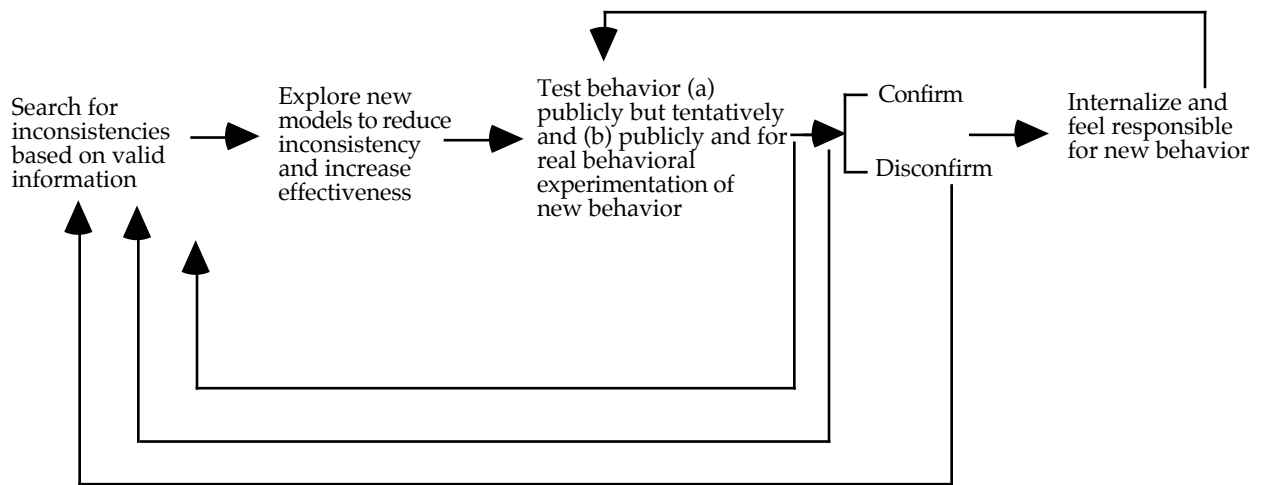 Search for
inconsistencies
based on valid
information
Explore new
models to reduce
inconsistency
and increase
effectiveness
Test behavior (a)
publicly but tentatively
and (b) publicly and for
real behavioral
experimentation of
new behavior
Confirm
Disconfirm
Internalize and
feel responsible
for new behavior